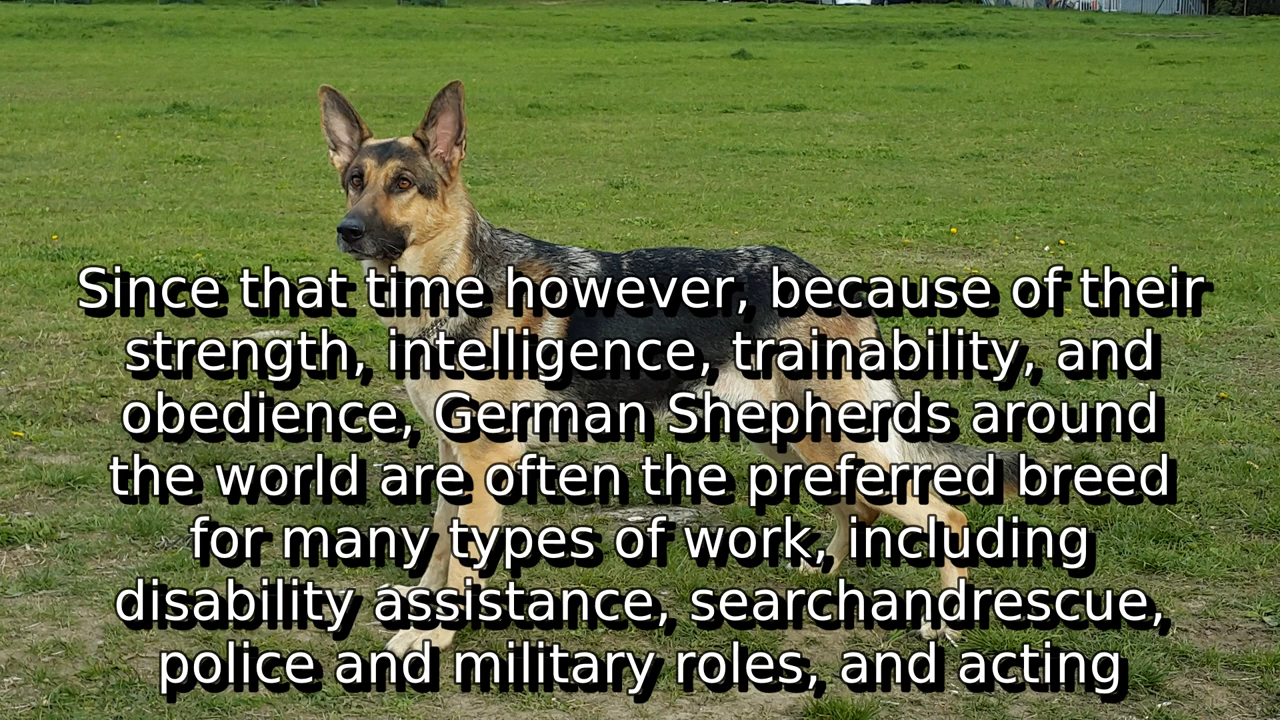 Since that time however, because of their
strength, intelligence, trainability, and
obedience, German Shepherds around
the world are often the preferred breed
for many types of work, including
disability assistance, searchandrescue,
police and military roles, and acting